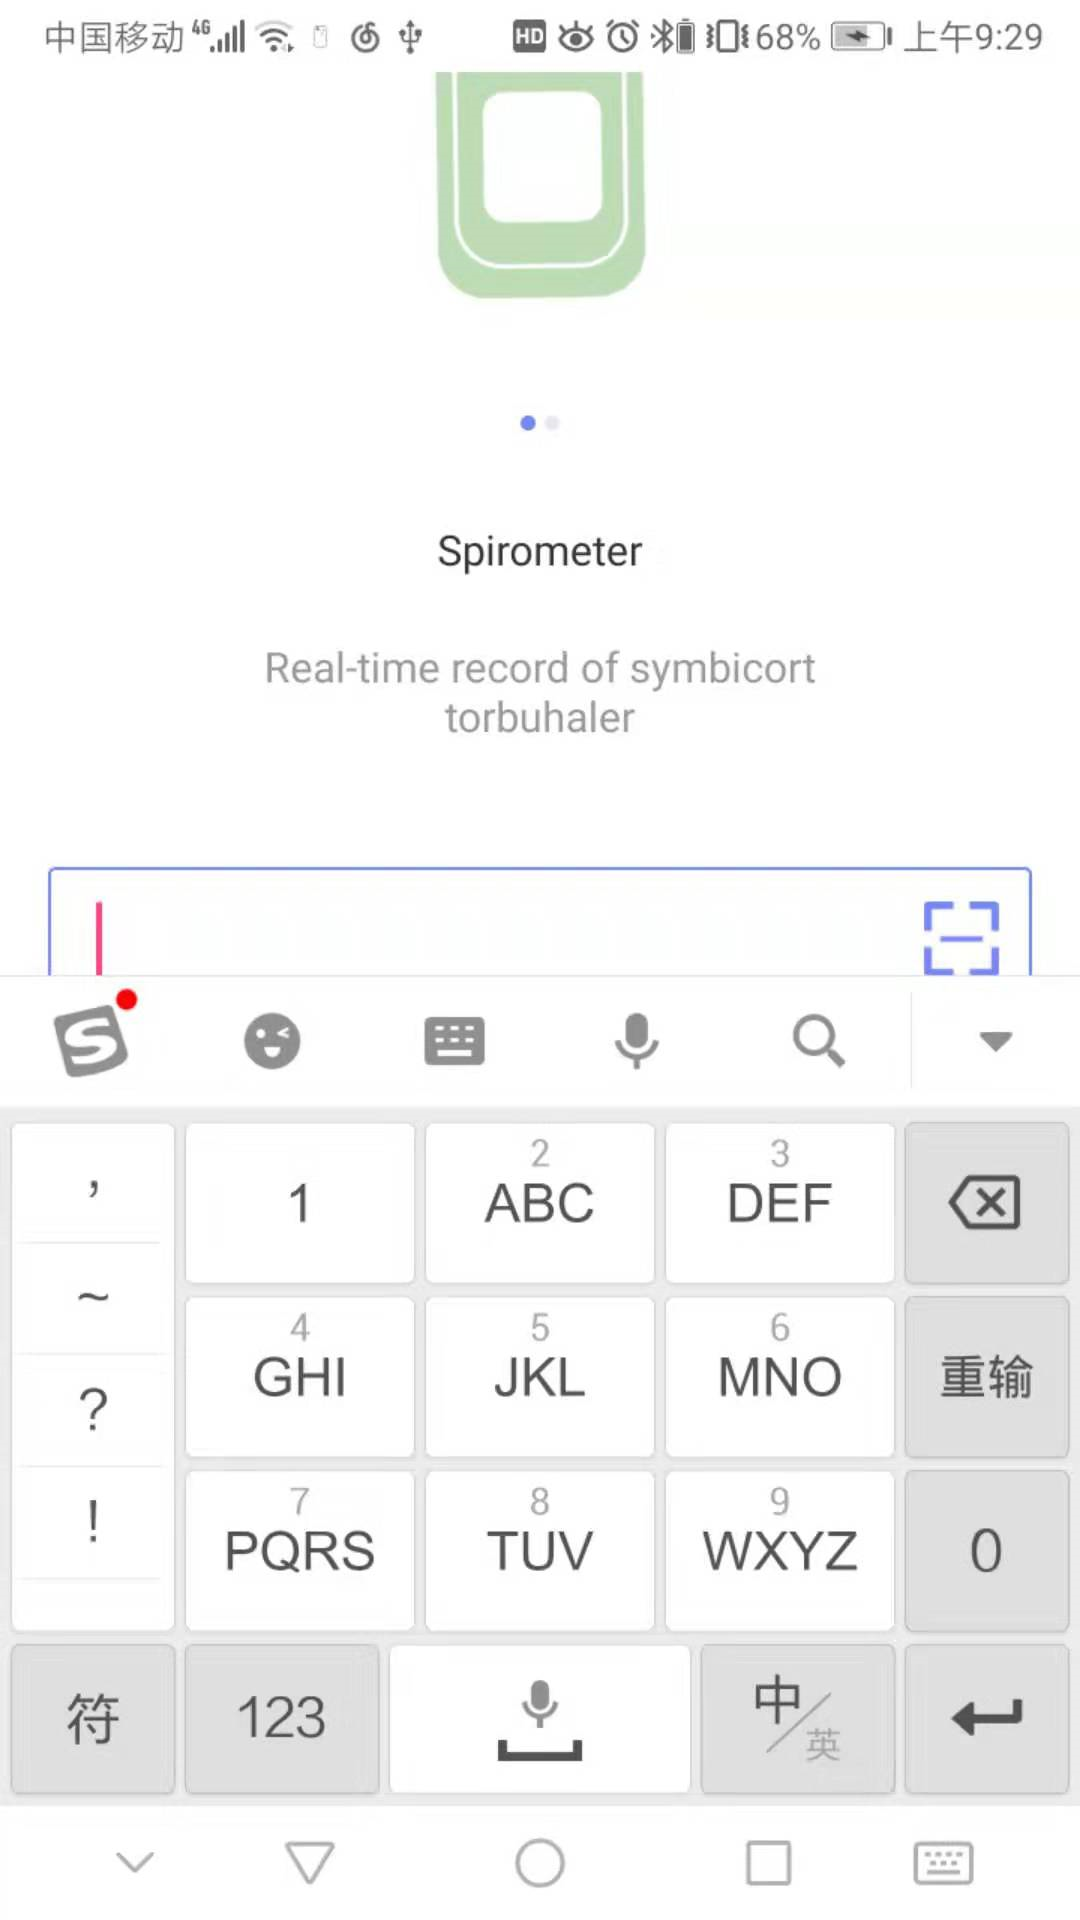 中国移动 4G HD 68% 上午9:29
Spirometer
Real-time record of symbicort
torbuhaler
S
, 1 2 ABC 3 DEF
~ 4 GHI 5 JKL 6 MNO 重输
?
! 7 PQRS 8 TUV 9 WXYZ 0
符 123 中/英